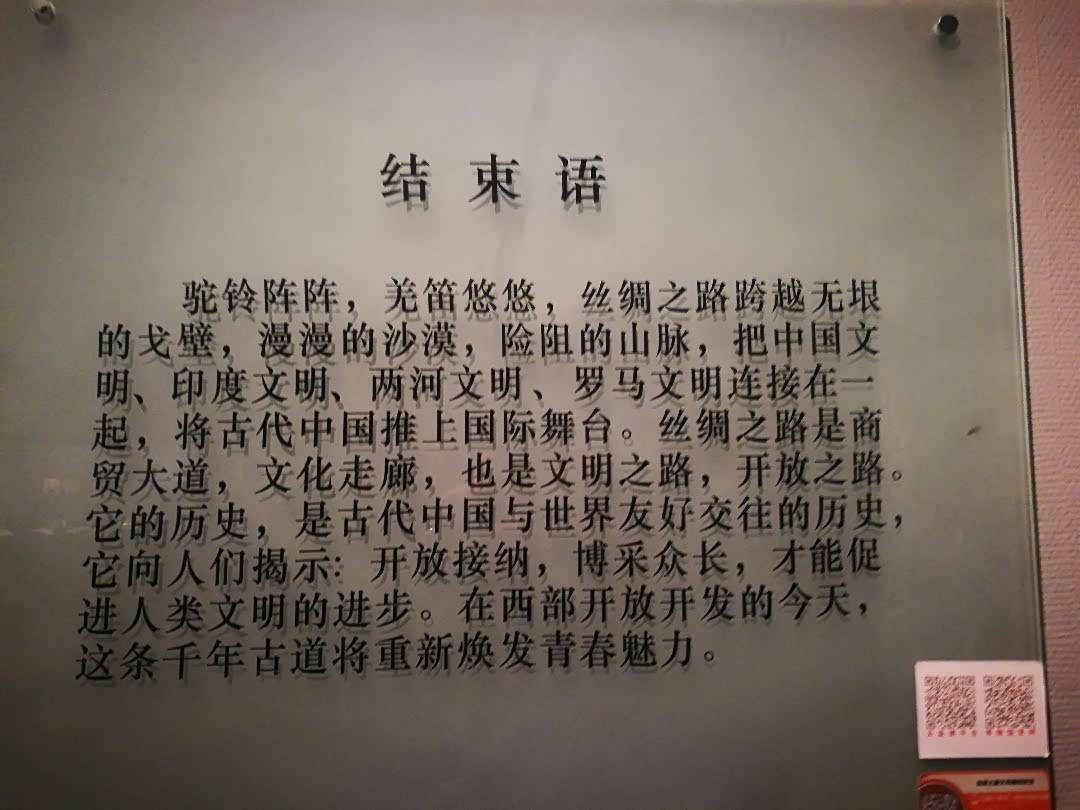 结束语
驼铃阵阵，羌笛悠悠，丝绸之路跨越无垠
的戈壁，漫漫的沙漠，险阻的山脉，把中国文
明、印度文明、两河文明、罗马文明连接在一
起，将古代中国推上国际舞台。丝绸之路是商
贸大道，文化走廊，也是文明之路，开放之路。
它的历史，是古代中国与世界友好交往的历史，
它向人们揭示：开放接纳，博采众长，才能促
进人类文明的进步。在西部开放开发的今天，
这条千年古道将重新焕发青春魅力。